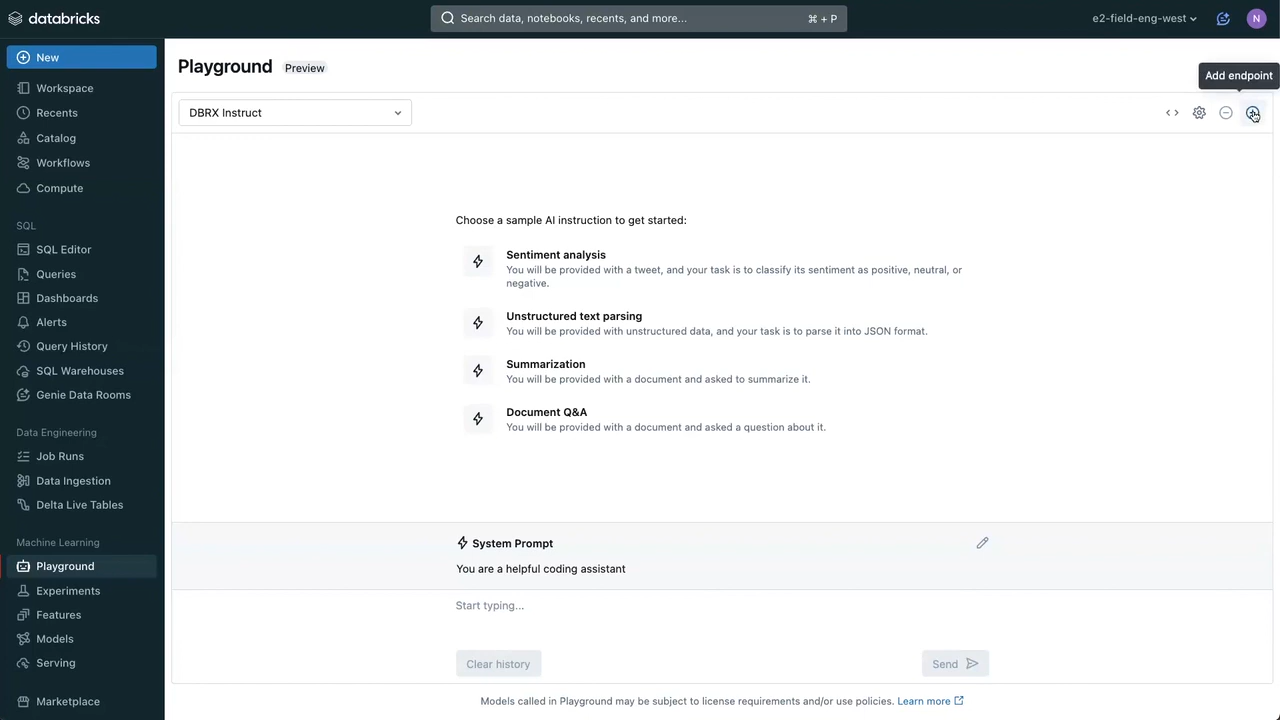 databricks
Search data, notebooks, recents, and more...
⌘ + P
e2-field-eng-west
N
New
Workspace
Recents
Catalog
Workflows
Compute
SQL
SQL Editor
Queries
Dashboards
Alerts
Query History
SQL Warehouses
Genie Data Rooms
Data Engineering
Job Runs
Data Ingestion
Delta Live Tables
Machine Learning
Playground
Experiments
Features
Models
Serving
Marketplace
Playground Preview
Add endpoint
DBRX Instruct
Choose a sample AI instruction to get started:
Sentiment analysis
You will be provided with a tweet, and your task is to classify its sentiment as positive, neutral, or
negative.
Unstructured text parsing
You will be provided with unstructured data, and your task is to parse it into JSON format.
Summarization
You will be provided with a document and asked to summarize it.
Document Q&A
You will be provided with a document and asked a question about it.
System Prompt
You are a helpful coding assistant
Start typing...
Clear history
Send
Models called in Playground may be subject to license requirements and/or use policies. Learn more